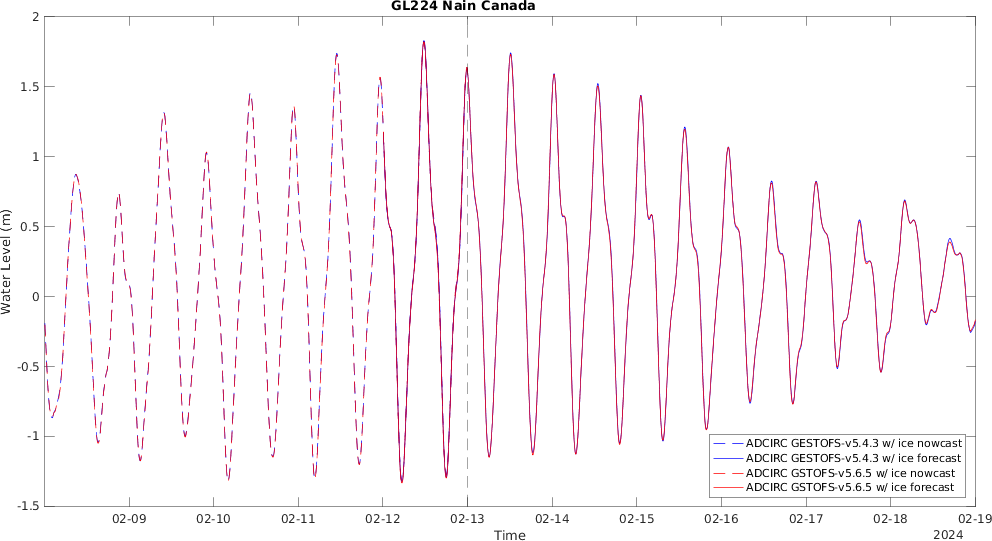 GL224 Nain Canada
2
1.5
1
0.5
0
-0.5
-1
-1.5
Water Level (m)
02-09 02-10 02-11 02-12 02-13 02-14 02-15 02-16 02-17 02-18 02-19
Time
2024
ADCIRC GESTOFS-v5.4.3 w/ ice nowcast
ADCIRC GESTOFS-v5.4.3 w/ ice forecast
ADCIRC GSTOFS-v5.6.5 w/ ice nowcast
ADCIRC GSTOFS-v5.6.5 w/ ice forecast